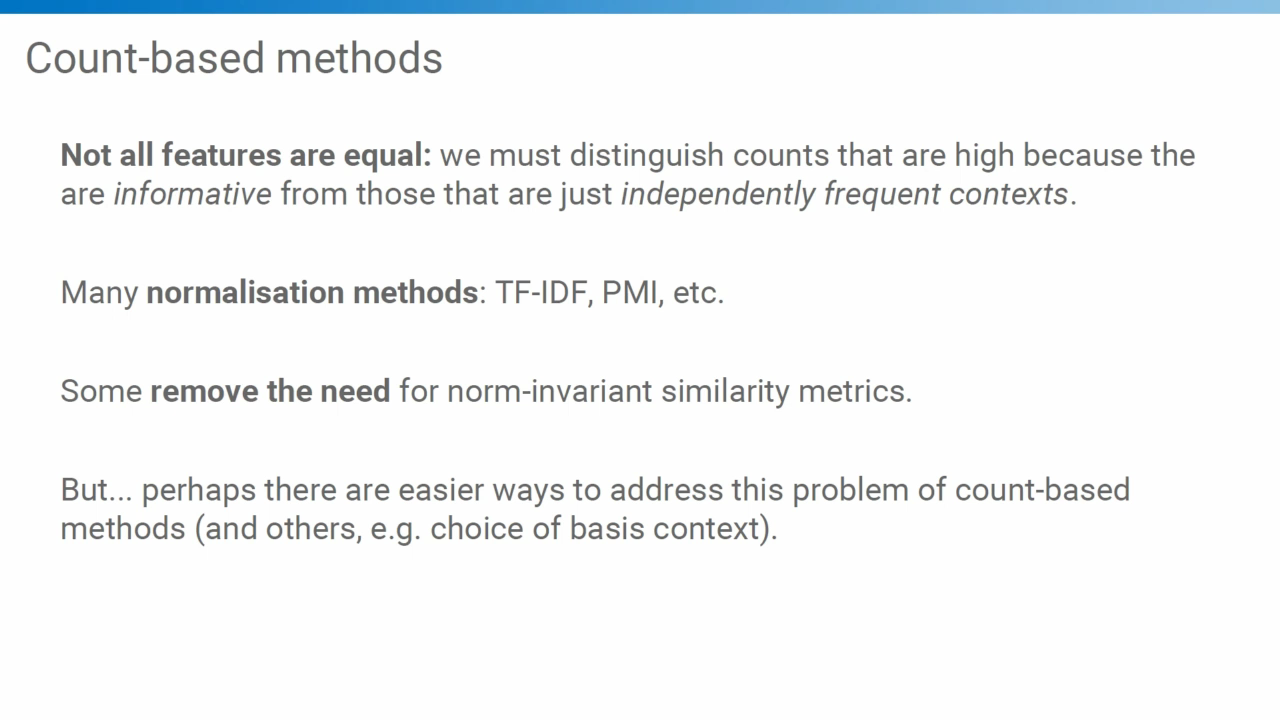 Count-based methods
Not all features are equal: we must distinguish counts that are high because the
are informative from those that are just independently frequent contexts.
Many normalisation methods: TF-IDF, PMI, etc.
Some remove the need for norm-invariant similarity metrics.
But... perhaps there are easier ways to address this problem of count-based
methods (and others, e.g. choice of basis context).